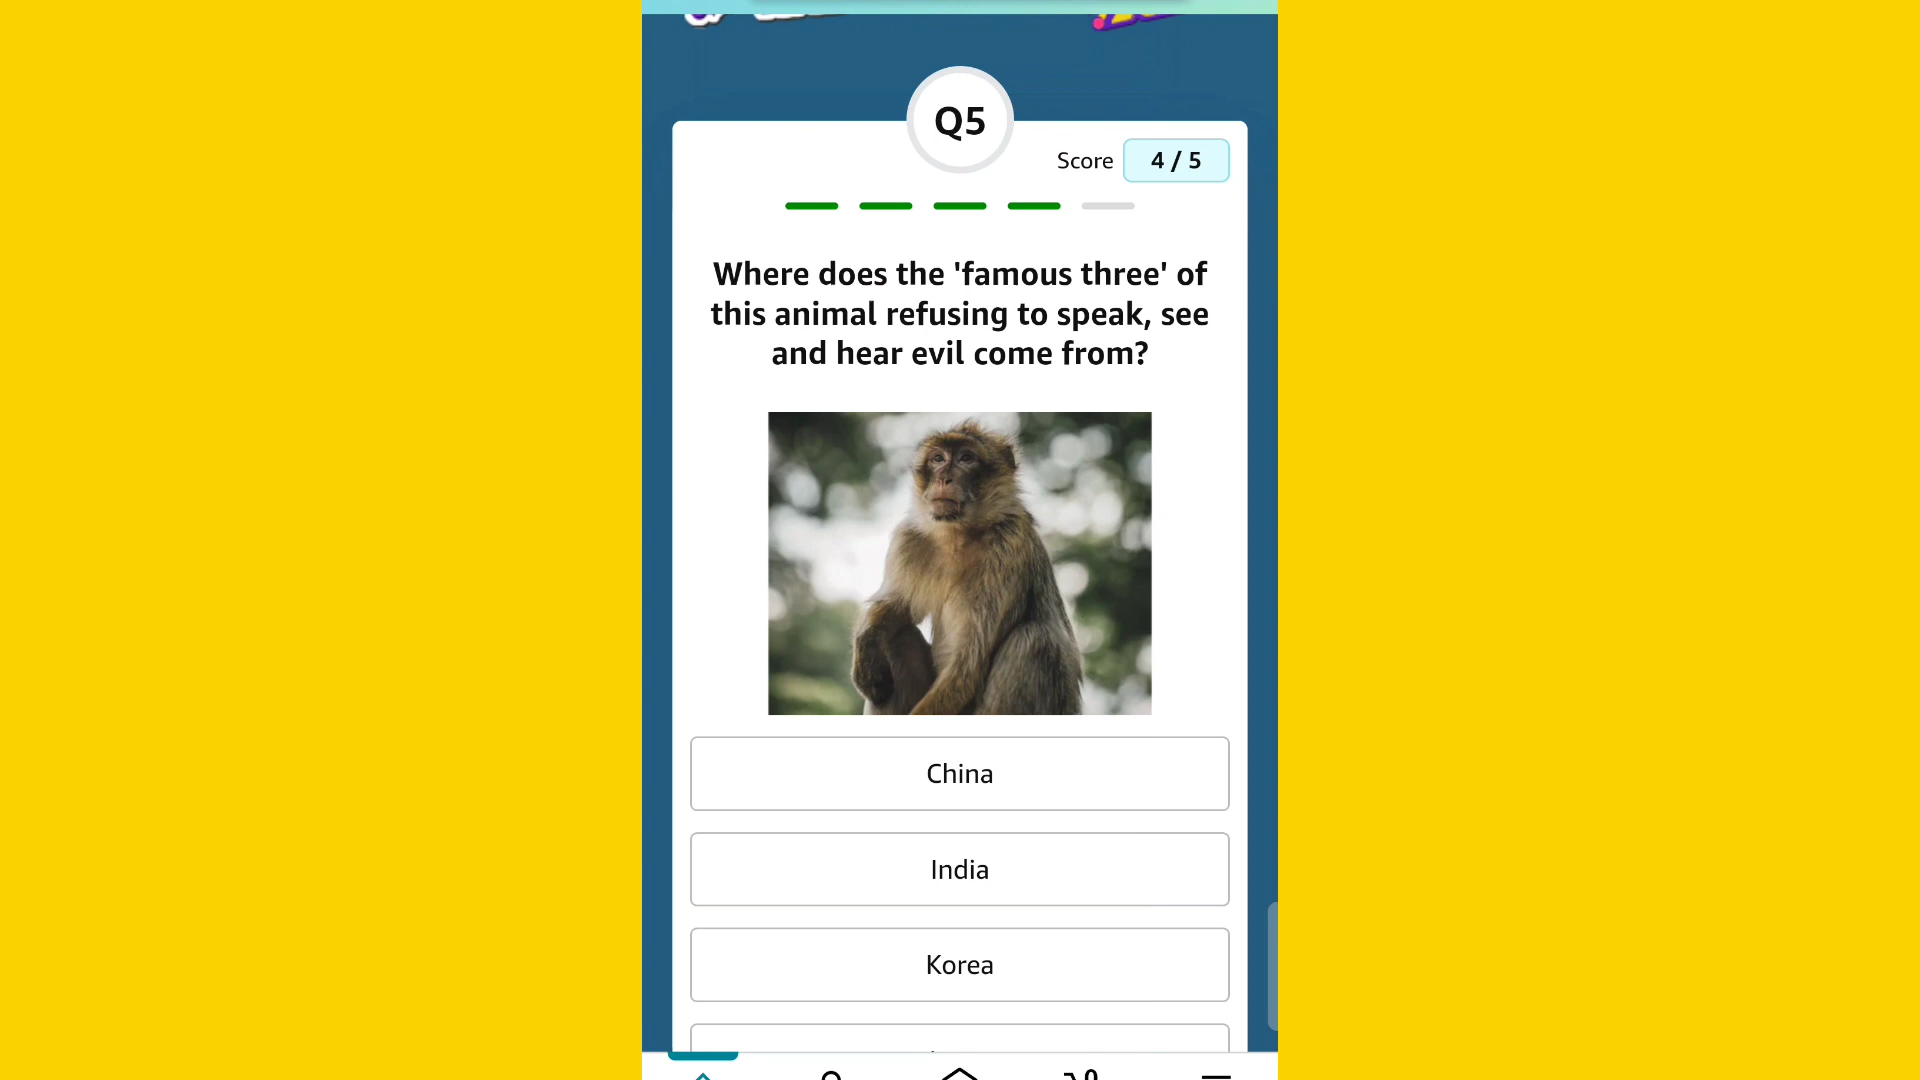 Q5
Score 4 / 5
Where does the 'famous three' of
this animal refusing to speak, see
and hear evil come from?
China
India
Korea
0